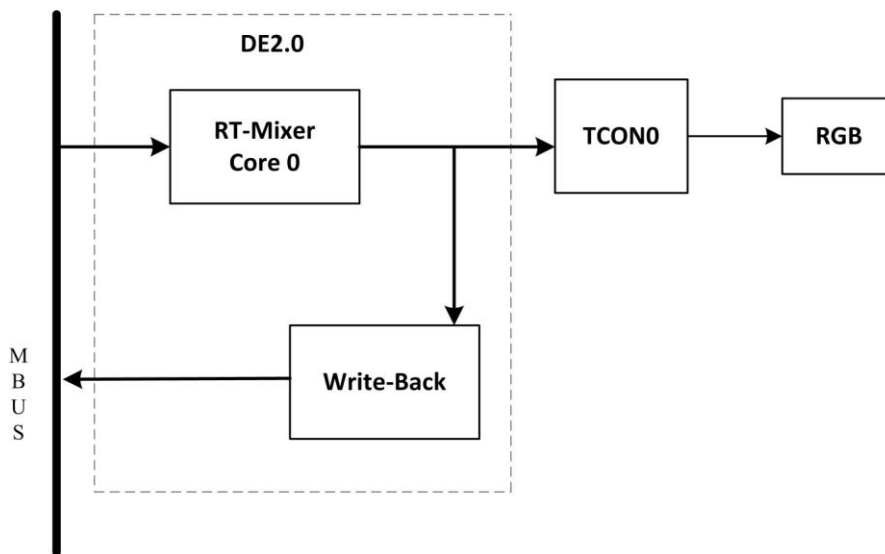 DE2.0
RT-Mixer
Core 0
TCON0
RGB
Write-Back
M
B
U
S